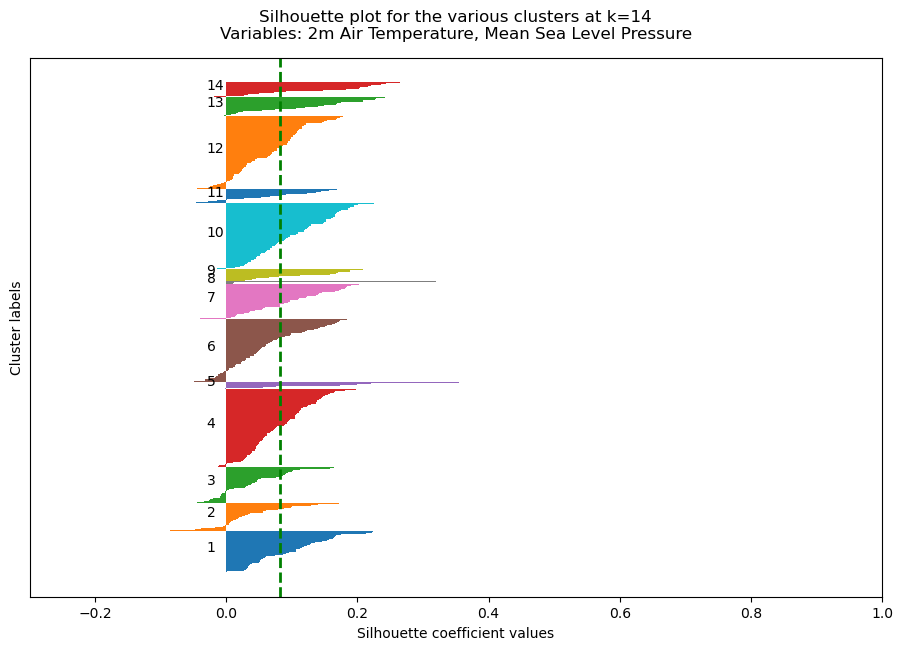 Silhouette plot for the various clusters at k=14
Variables: 2m Air Temperature, Mean Sea Level Pressure
Cluster labels
14
13
12
11
10
9
8
7
6
5
4
3
2
1
−0.2 0.0 0.2 0.4 0.6 0.8 1.0
Silhouette coefficient values